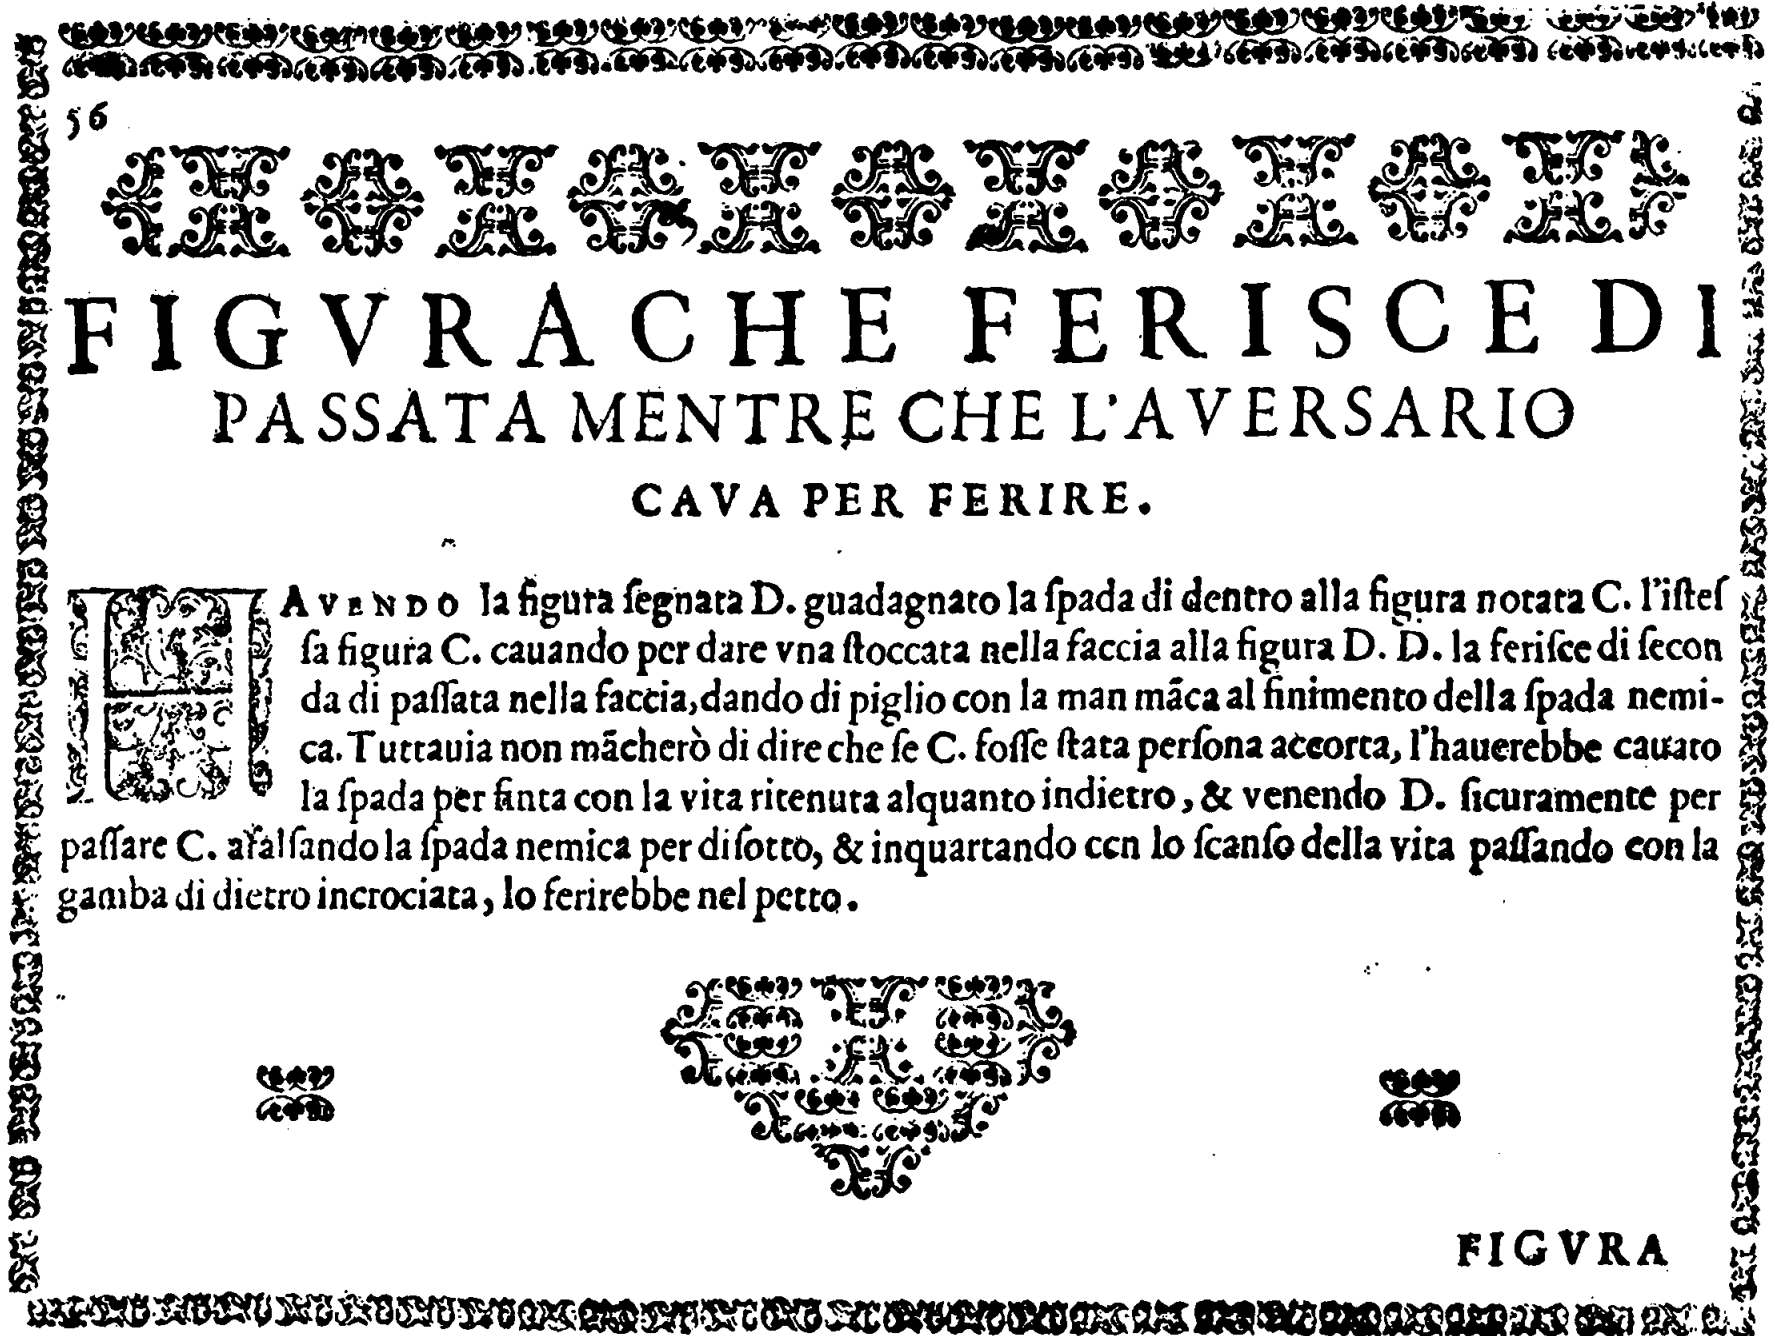 56
FIGVRA CHE FERISCE DI
PASSATA MENTRE CHE L'AVERSARIO
CAVA PER FERIRE.
HAVENDO la figura ſegnata D. guadagnato la ſpada di dentro alla figura notata C. l'iſteſ
ſa figura C. cauando per dare vna ſtoccata nella faccia alla figura D. D. la feriſce di ſecon
da di paſſata nella faccia, dando di piglio con la man mãca al finimento della ſpada nemi-
ca. Tuttauia non mãcherò di dire che ſe C. foſſe ſtata perſona accorta, l'hauerebbe cauato
la ſpada per finta con la vita ritenuta alquanto indietro, & venendo D. ſicuramente per
paſſare C. afalſando la ſpada nemica per diſotto, & inquartando con lo ſcanſo della vita paſſando con la
gamba di dietro incrociata, lo ferirebbe nel petto.
FIGVRA